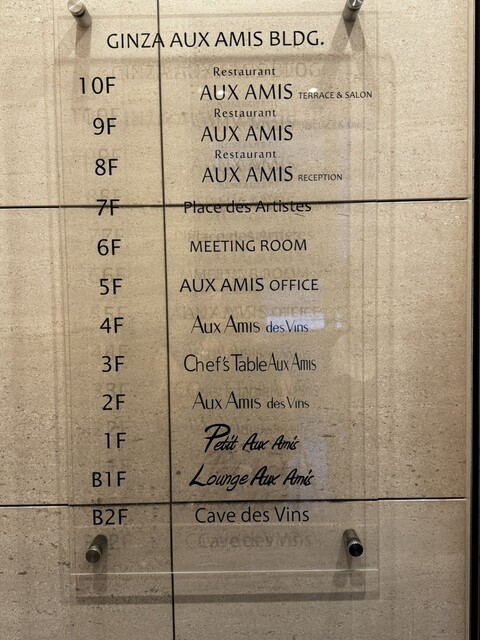 GINZA AUX AMIS BLDG.
Restaurant
10F AUX AMIS TERRACE & SALON
Restaurant
9F AUX AMIS
Restaurant
8F AUX AMIS RECEPTION
7F Place des Artistes
6F MEETING ROOM
5F AUX AMIS OFFICE
4F Aux Amis des Vins
3F Chef's Table Aux Amis
2F Aux Amis des Vins
1F Petit Aux Amis
B1F Lounge Aux Amis
B2F Cave des Vins